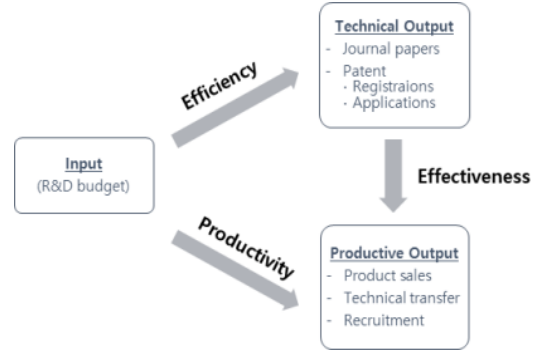 Technical Output
- Journal papers
- Patent
· Registraions
· Applications
Efficiency
Input
(R&D budget)
Effectiveness
Productivity
Productive Output
- Product sales
- Technical transfer
- Recruitment